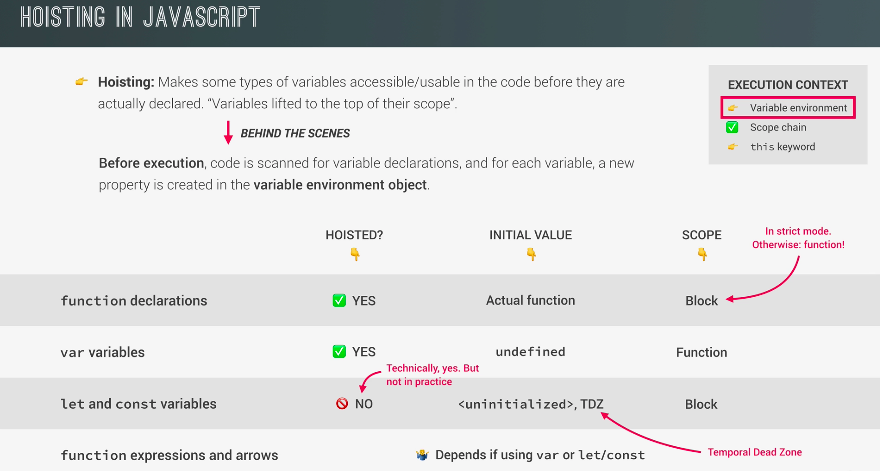 HOISTING IN JAVASCRIPT
👉 Hoisting: Makes some types of variables accessible/usable in the code before they are
actually declared. “Variables lifted to the top of their scope”.
BEHIND THE SCENES
Before execution, code is scanned for variable declarations, and for each variable, a new
property is created in the variable environment object.
EXECUTION CONTEXT
👉 Variable environment
✅ Scope chain
👉 this keyword
HOISTED? INITIAL VALUE SCOPE
👇 👇 👇
In strict mode.
Otherwise: function!
function declarations ✅ YES Actual function Block
var variables ✅ YES undefined Function
Technically, yes. But
not in practice
let and const variables 🚫 NO <uninitialized>, TDZ Block
Temporal Dead Zone
function expressions and arrows 🤷‍♂️ Depends if using var or let/const